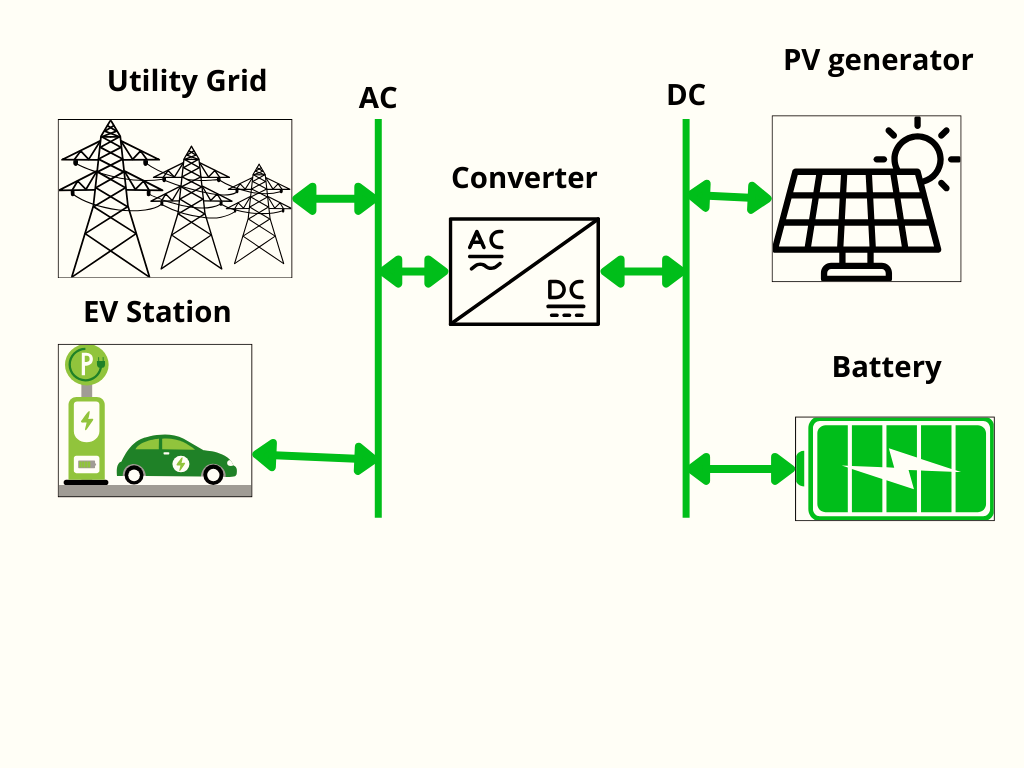 PV generator
Utility Grid
AC
DC
Converter
AC
DC
EV Station
P
Battery